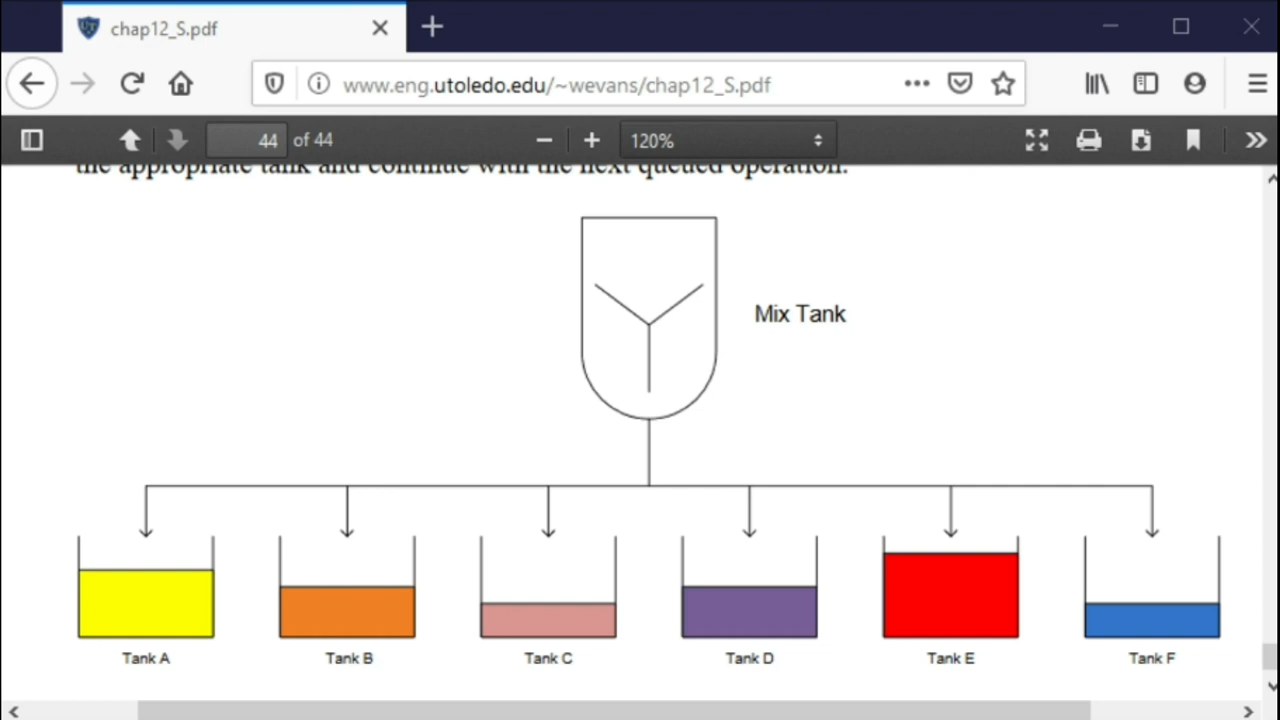 chap12_S.pdf
www.eng.utoledo.edu/~wevans/chap12_S.pdf
44 of 44
120%
the appropriate tank and continue with the next queued operation.
Mix Tank
Tank A
Tank B
Tank C
Tank D
Tank E
Tank F